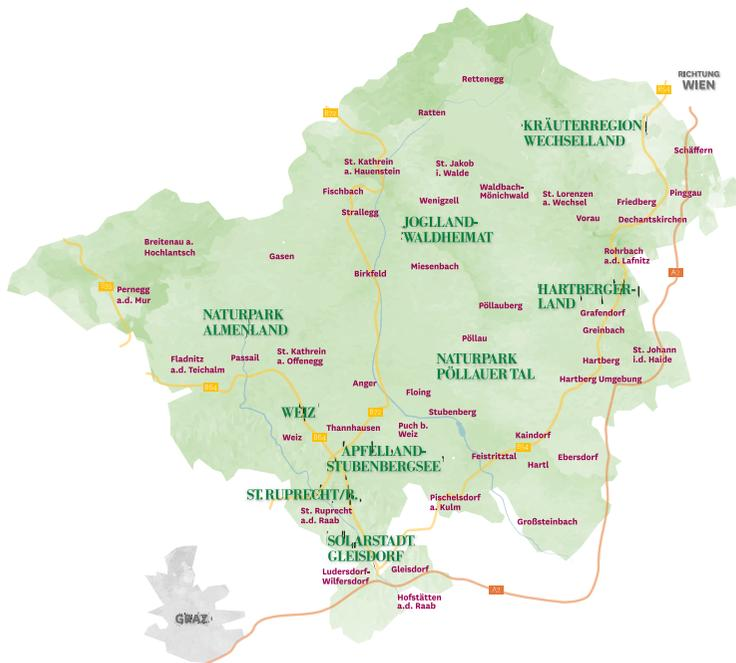 Rettenegg
RICHTUNG
WIEN
B54
B72
Ratten
KRÄUTERREGION
WECHSELLAND
Schäffern
St. Kathrein
a. Hauenstein
St. Jakob
i. Walde
Fischbach
Waldbach-
Mönichwald
St. Lorenzen
a. Wechsel
Pinggau
Wenigzell
Friedberg
Strallegg
Vorau
Dechantskirchen
JOGLLAND-
WALDHEIMAT
Breitenau a.
Hochlantsch
Gasen
Rohrbach
a.d. Lafnitz
Birkfeld
Miesenbach
A2
Pernegg
a.d. Mur
HARTBERGER-
LAND
Pöllauberg
Grafendorf
NATURPARK
ALMENLAND
Greinbach
Pöllau
St. Johann
i.d. Haide
Fladnitz
a.d. Teichalm
Passail
St. Kathrein
a. Offenegg
NATURPARK
PÖLLAUER TAL
Hartberg
Hartberg Umgebung
B64
Anger
Floing
WEIZ
B72
Stubenberg
Thannhausen
Puch b.
Weiz
Weiz
B64
Kaindorf
B54
APFELLAND-
STUBENBERGSEE
Feistritztal
Hartl
Ebersdorf
ST. RUPRECHT/R.
Pischelsdorf
a. Kulm
St. Ruprecht
a.d. Raab
Großsteinbach
SOLARSTADT
GLEISDORF
Ludersdorf-
Wilfersdorf
Gleisdorf
A2
Hofstätten
a.d. Raab
GRAZ